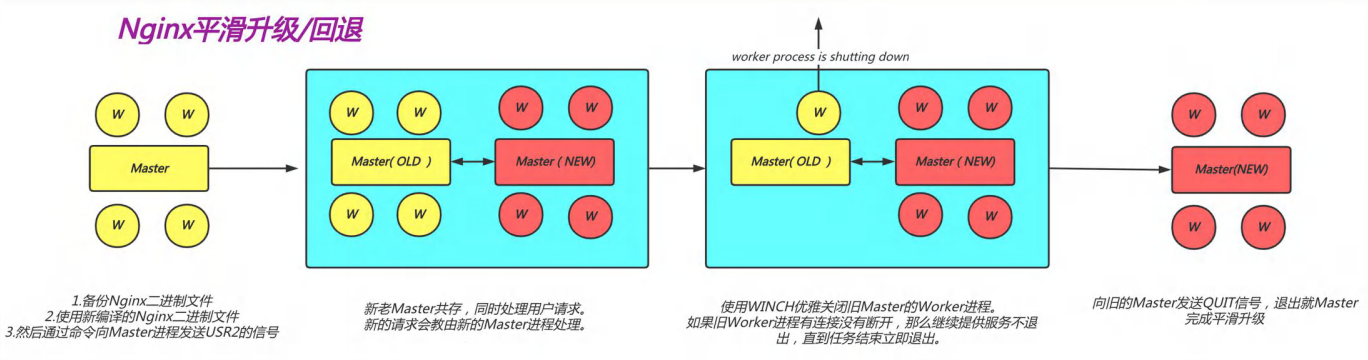 Nginx平滑升级/回退
worker process is shutting down
W W
W W
W W
W
W W
W W
Master
Master( OLD ）
Master（ NEW)
Master( OLD ）
Master（ NEW)
Master(NEW)
W W
W W
W W
W W
W W
1.备份Nginx二进制文件
2.使用新编译的Nginx二进制文件
3.然后通过命令向Master进程发送USR2的信号
新老Master共存，同时处理用户请求。
新的请求会教由新的Master进程处理。
使用WINCH优雅关闭旧Master的Worker进程。
如果旧Worker进程有连接没有断开，那么继续提供服务不退
出，直到任务结束立即退出。
向旧的Master发送QUIT信号，退出就Master
完成平滑升级